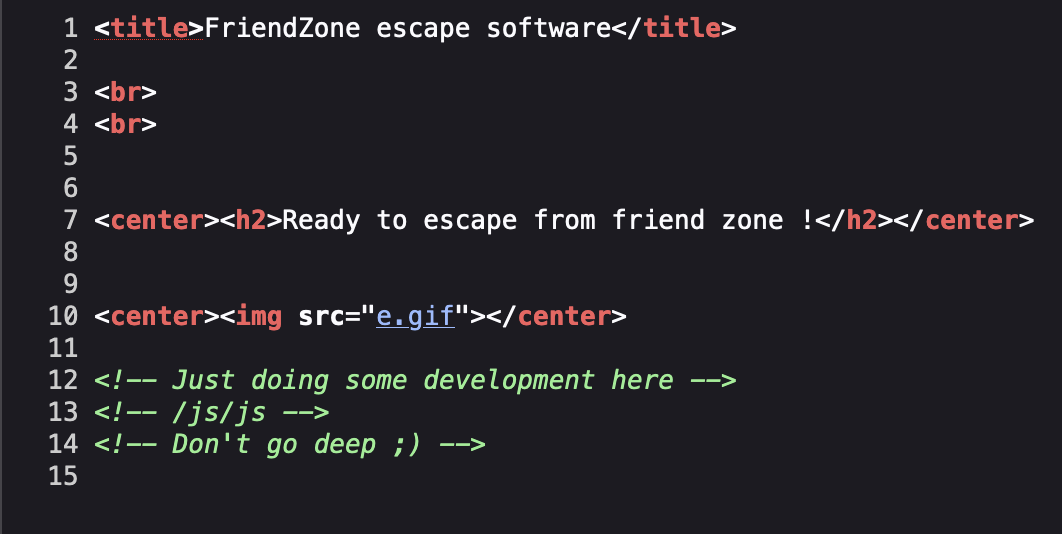 1 <title>FriendZone escape software</title>
2
3 <br>
4 <br>
5
6
7 <center><h2>Ready to escape from friend zone !</h2></center>
8
9
10 <center><img src="e.gif"></center>
11
12 <!-- Just doing some development here -->
13 <!-- /js/js -->
14 <!-- Don't go deep ;) -->
15